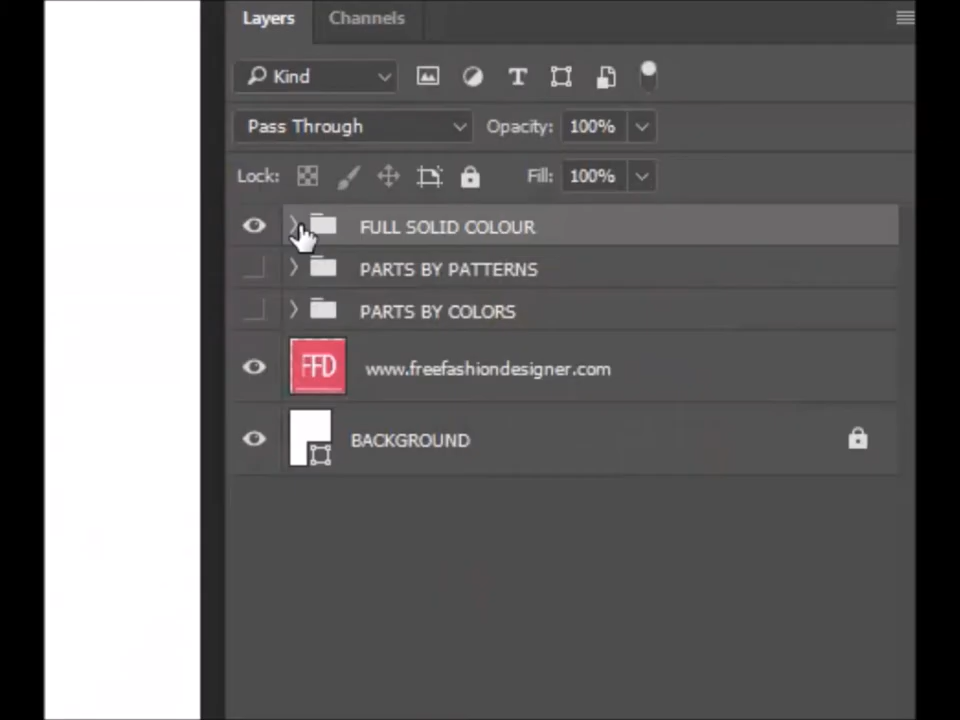 Layers Channels
Kind
Pass Through Opacity: 100%
Lock: Fill: 100%
FULL SOLID COLOUR
PARTS BY PATTERNS
PARTS BY COLORS
FFD www.freefashiondesigner.com
BACKGROUND